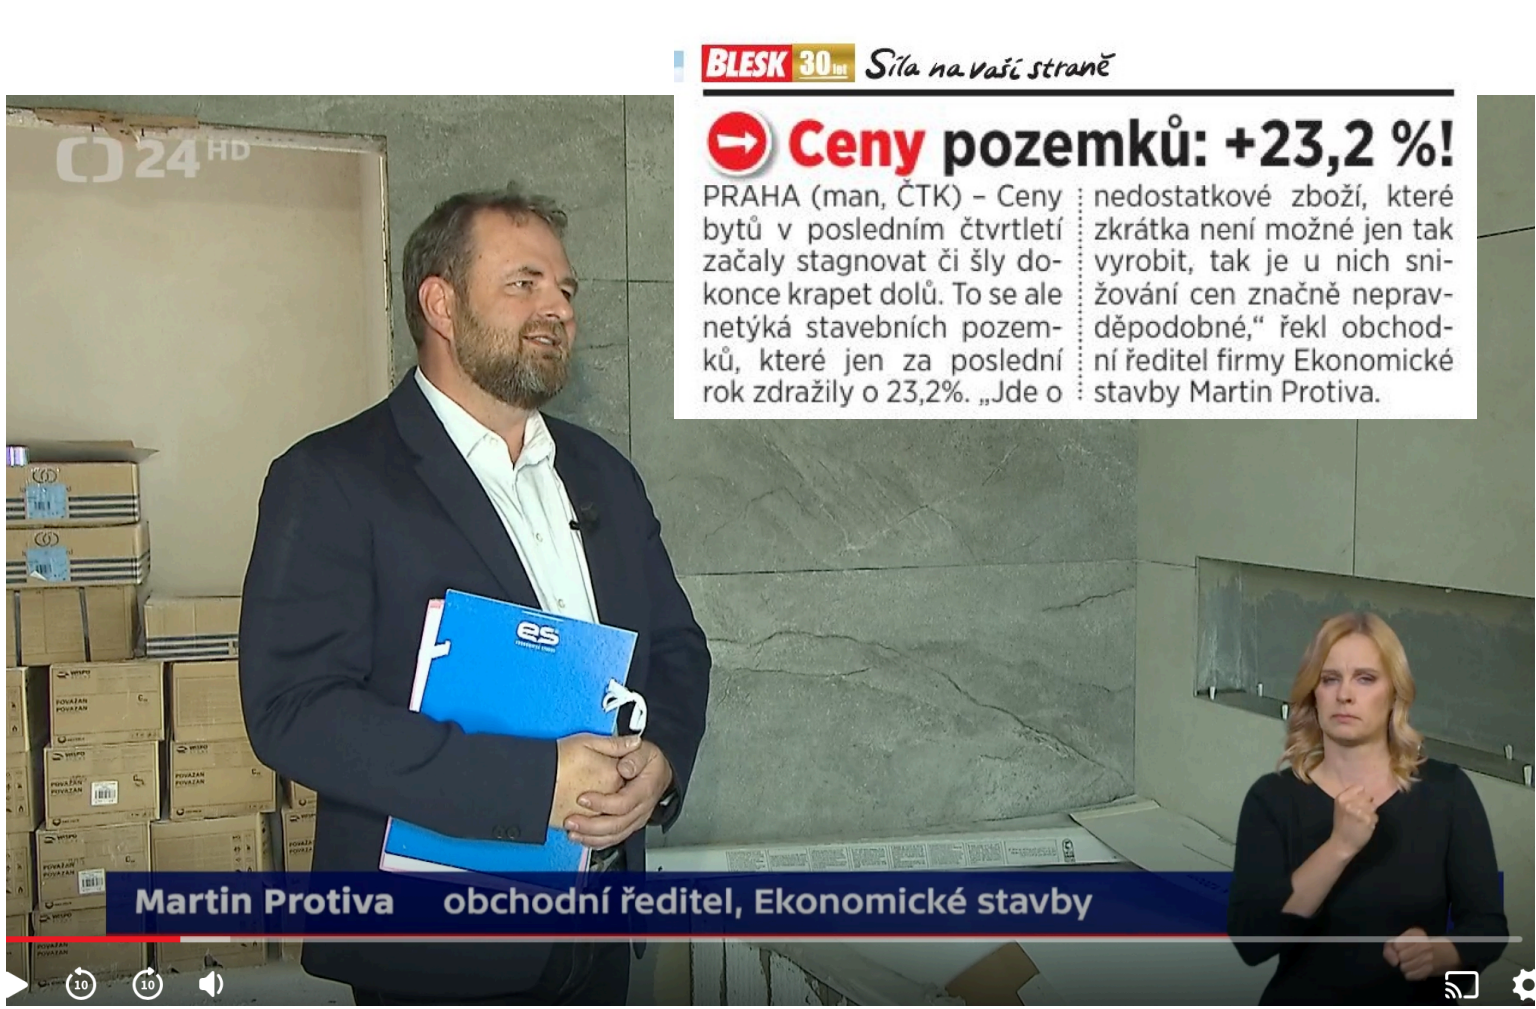 BLESK 30 let Síla na vaší straně
Ceny pozemků: +23,2 %!
PRAHA (man, ČTK) – Ceny
bytů v posledním čtvrtletí
začaly stagnovat či šly do-
konce krapet dolů. To se ale
netýká stavebních pozem-
ků, které jen za poslední
rok zdražily o 23,2%. „Jde o
nedostatkové zboží, které
zkrátka není možné jen tak
vyrobit, tak je u nich sni-
žování cen značně neprav-
děpodobné,“ řekl obchod-
ní ředitel firmy Ekonomické
stavby Martin Protiva.
24 HD
es
POVAŽAN
POVAŽAN
POVAŽAN
POVAŽAN
Martin Protiva obchodní ředitel, Ekonomické stavby
10 10